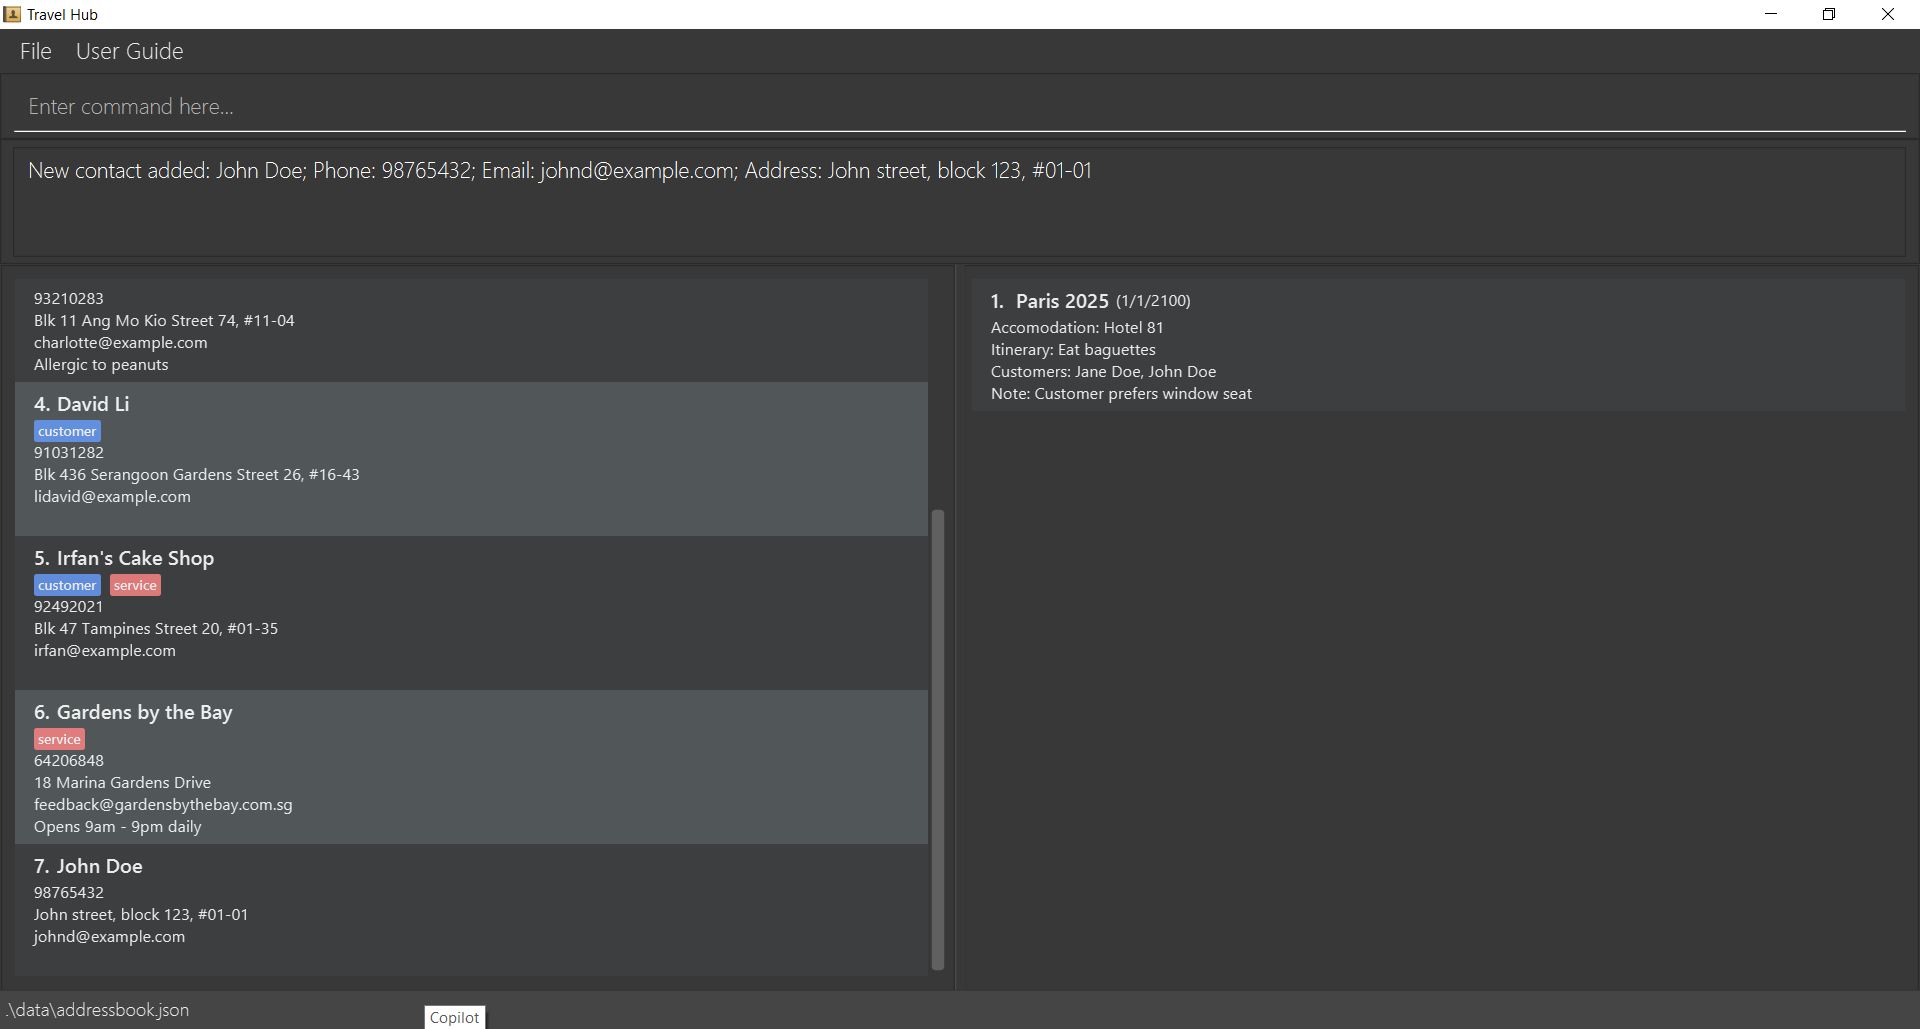 Travel Hub
File User Guide
Enter command here...
New contact added: John Doe; Phone: 98765432; Email: johnd@example.com; Address: John street, block 123, #01-01
93210283
Blk 11 Ang Mo Kio Street 74, #11-04
charlotte@example.com
Allergic to peanuts
4. David Li
customer
91031282
Blk 436 Serangoon Gardens Street 26, #16-43
lidavid@example.com
5. Irfan's Cake Shop
customer service
92492021
Blk 47 Tampines Street 20, #01-35
irfan@example.com
6. Gardens by the Bay
service
64206848
18 Marina Gardens Drive
feedback@gardensbythebay.com.sg
Opens 9am - 9pm daily
7. John Doe
98765432
John street, block 123, #01-01
johnd@example.com
1. Paris 2025 (1/1/2100)
Accomodation: Hotel 81
Itinerary: Eat baguettes
Customers: Jane Doe, John Doe
Note: Customer prefers window seat
.\data\addressbook.json
Copilot